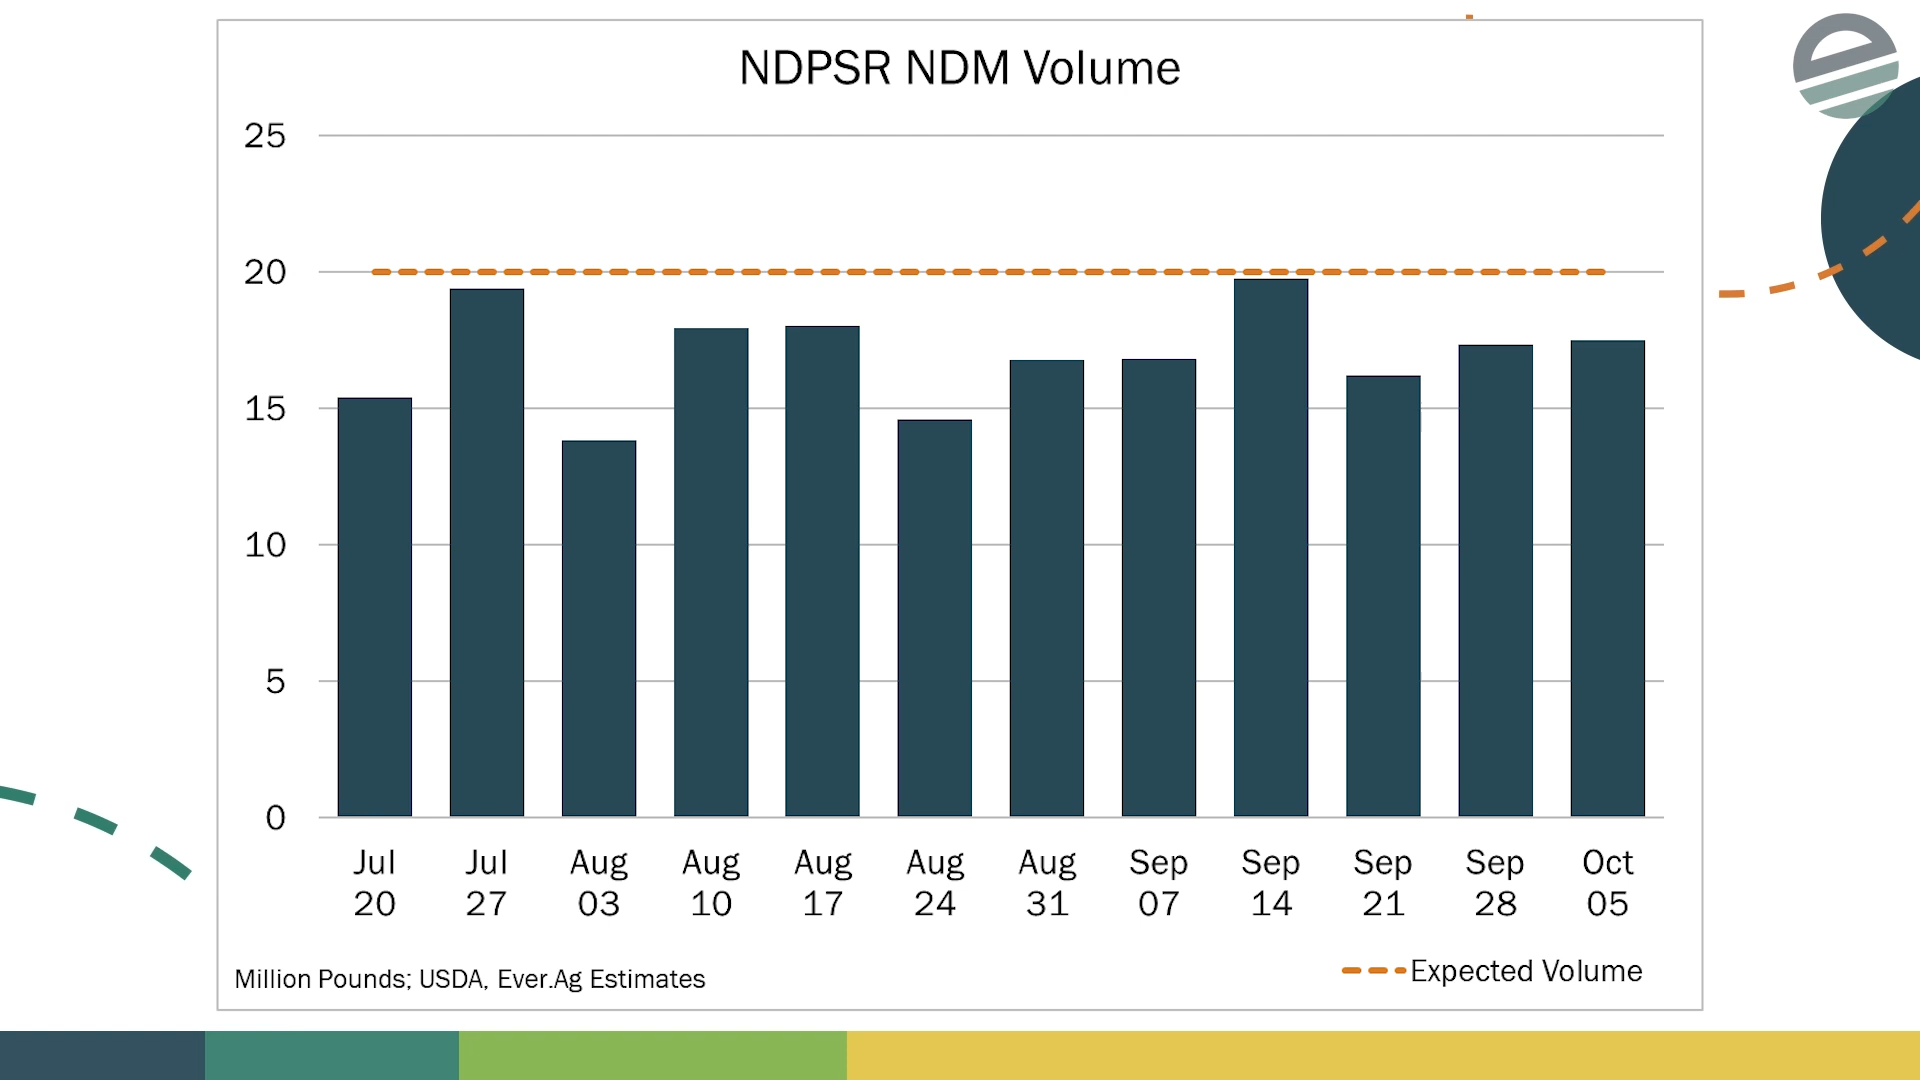 NDPSR NDM Volume
25
20
15
10
5
0
Jul 20
Jul 27
Aug 03
Aug 10
Aug 17
Aug 24
Aug 31
Sep 07
Sep 14
Sep 21
Sep 28
Oct 05
Million Pounds; USDA, Ever.Ag Estimates
Expected Volume